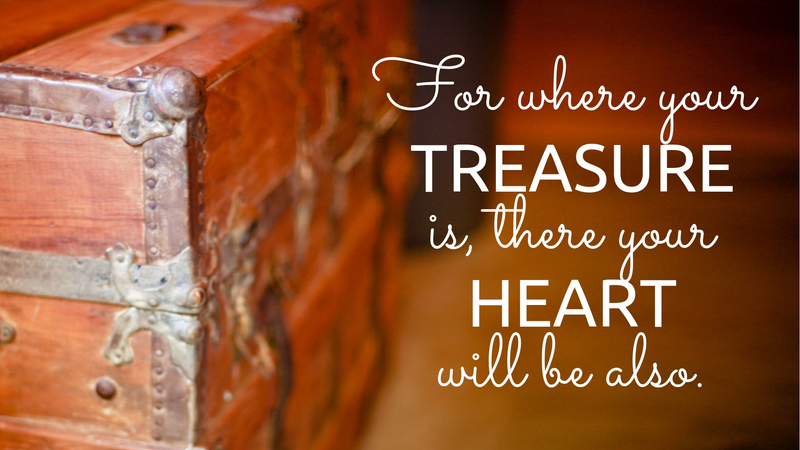 For where your
TREASURE
is, there your
HEART
will be also.